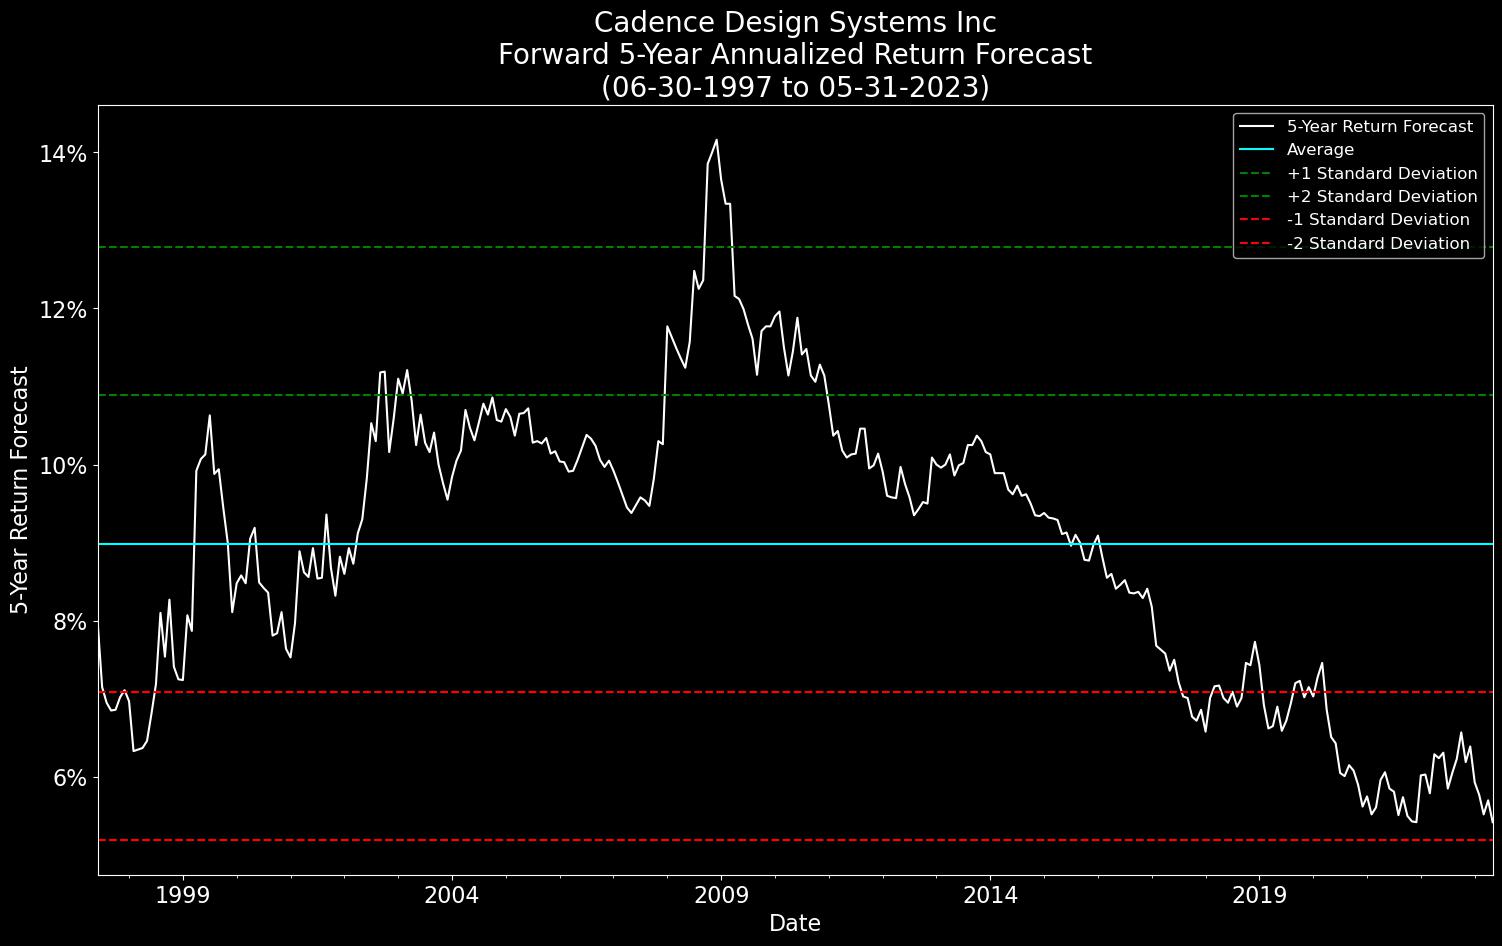 Cadence Design Systems Inc
Forward 5-Year Annualized Return Forecast
(06-30-1997 to 05-31-2023)
5-Year Return Forecast
Average
+1 Standard Deviation
+2 Standard Deviation
-1 Standard Deviation
-2 Standard Deviation
14%
12%
10%
8%
6%
5-Year Return Forecast
1999
2004
2009
2014
2019
Date